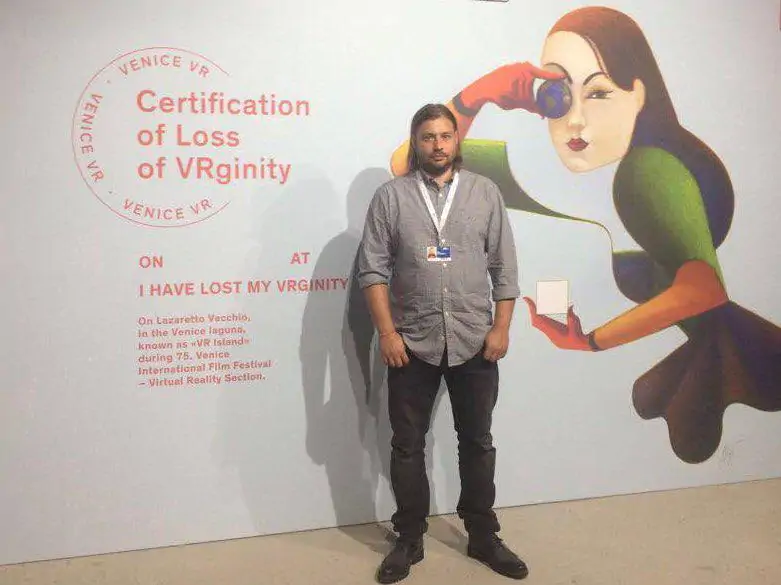 VENICE VR
VENICE VR
VENICE VR
Certification
of Loss
of VRginity
ON AT
I HAVE LOST MY VRGINITY
On Lazaretto Vecchio,
in the Venice laguna,
known as «VR Island»
during 75. Venice
International Film Festival
– Virtual Reality Section.